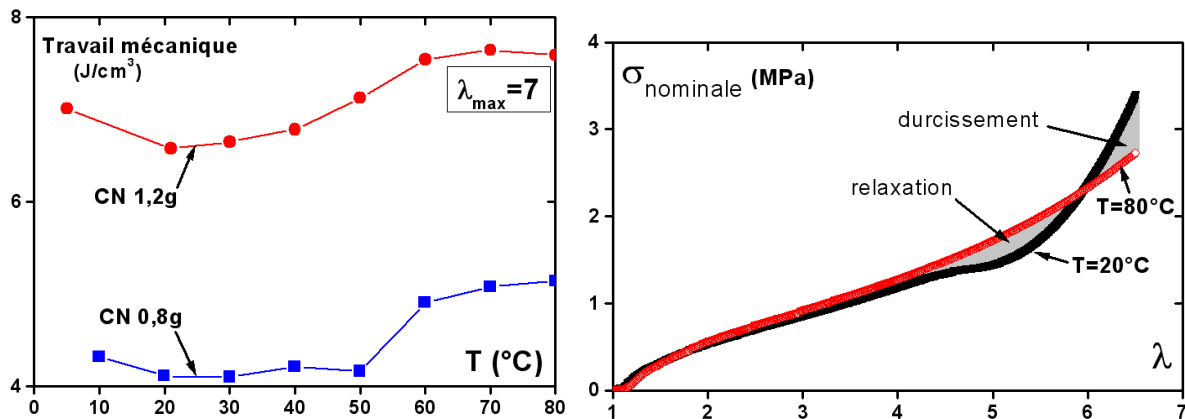 8
Travail mécanique
(J/cm³)
λmax=7
CN 1,2g
6
CN 0,8g
T (°C)
4
0 10 20 30 40 50 60 70 80
4
σnominale (MPa)
durcissement
3
relaxation
T=80°C
2
T=20°C
1
λ
0
1 2 3 4 5 6 7